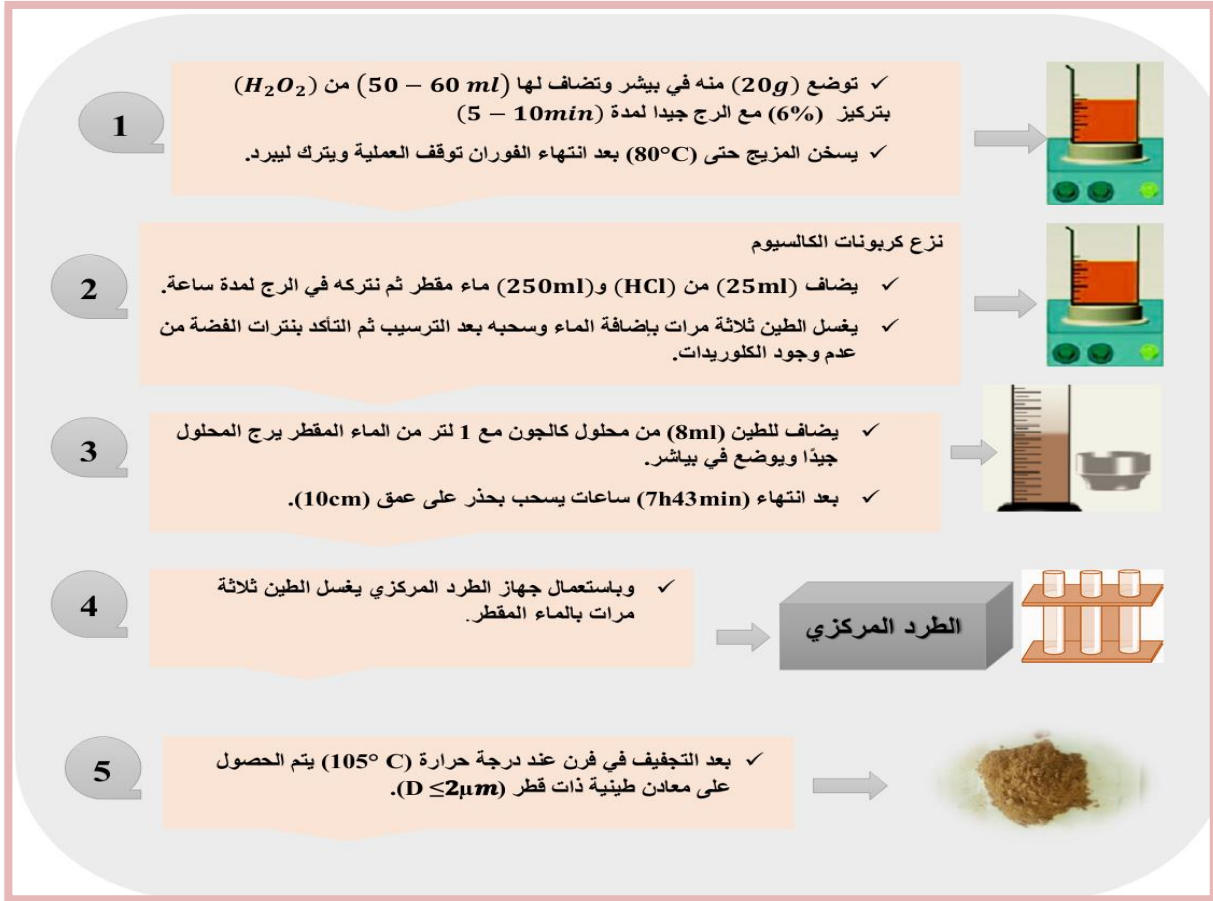 1
✓ توضع (20g) منه في بيشر وتضاف لها (50 – 60 ml) من (H₂O₂)
بتركيز (6%) مع الرج جيدا لمدة (5 – 10min)
✓ يسخن المزيج حتى (80°C) بعد انتهاء الفوران توقف العملية ويترك ليبرد.
2
نزع كربونات الكالسيوم
✓ يضاف (25ml) من (HCl) و(250ml) ماء مقطر ثم نتركه في الرج لمدة ساعة.
✓ يغسل الطين ثلاثة مرات بإضافة الماء وسحبه بعد الترسيب ثم التأكد بنترات الفضة من
عدم وجود الكلوريدات.
3
✓ يضاف للطين (8ml) من محلول كالجون مع 1 لتر من الماء المقطر يرج المحلول
جيدًا ويوضع في بياشر.
✓ بعد انتهاء (7h43min) ساعات يسحب بحذر على عمق (10cm).
4
✓ وباستعمال جهاز الطرد المركزي يغسل الطين ثلاثة
مرات بالماء المقطر.
الطرد المركزي
5
✓ بعد التجفيف في فرن عند درجة حرارة (105° C) يتم الحصول
على معادن طينية ذات قطر (D ≤2μm).